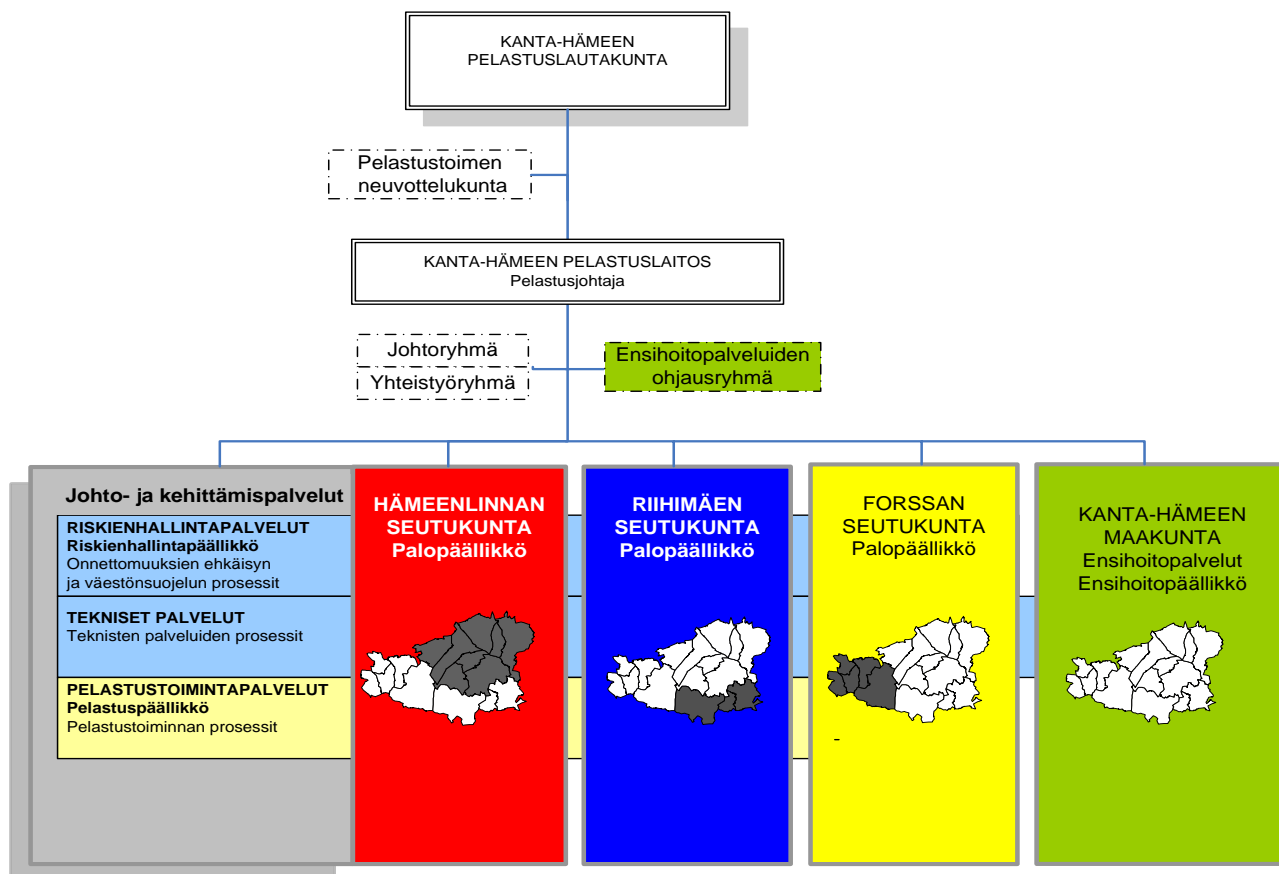 KANTA-HÄMEEN
PELASTUSLAUTAKUNTA
Pelastustoimen
neuvottelukunta
KANTA-HÄMEEN PELASTUSLAITOS
Pelastusjohtaja
Johtoryhmä
Yhteistyöryhmä
Ensihoitopalveluiden
ohjausryhmä
Johto- ja kehittämispalvelut
RISKIENHALLINTAPALVELUT
Riskienhallintapäällikkö
Onnettomuuksien ehkäisyn
ja väestönsuojelun prosessit
TEKNISET PALVELUT
Teknisten palveluiden prosessit
PELASTUSTOIMINTAPALVELUT
Pelastuspäällikkö
Pelastustoiminnan prosessit
HÄMEENLINNAN
SEUTUKUNTA
Palopäällikkö
RIIHIMÄEN
SEUTUKUNTA
Palopäällikkö
FORSSAN
SEUTUKUNTA
Palopäällikkö
-
KANTA-HÄMEEN
MAAKUNTA
Ensihoitopalvelut
Ensihoitopäällikkö